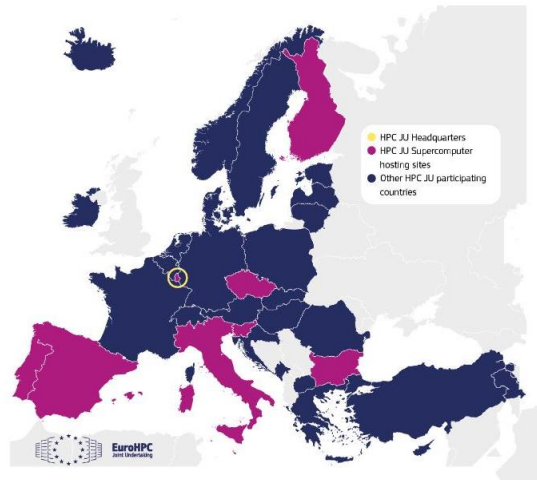 HPC JU Headquarters
HPC JU Supercomputer
hosting sites
Other HPC JU participating
countries
EuroHPC
Joint Undertaking